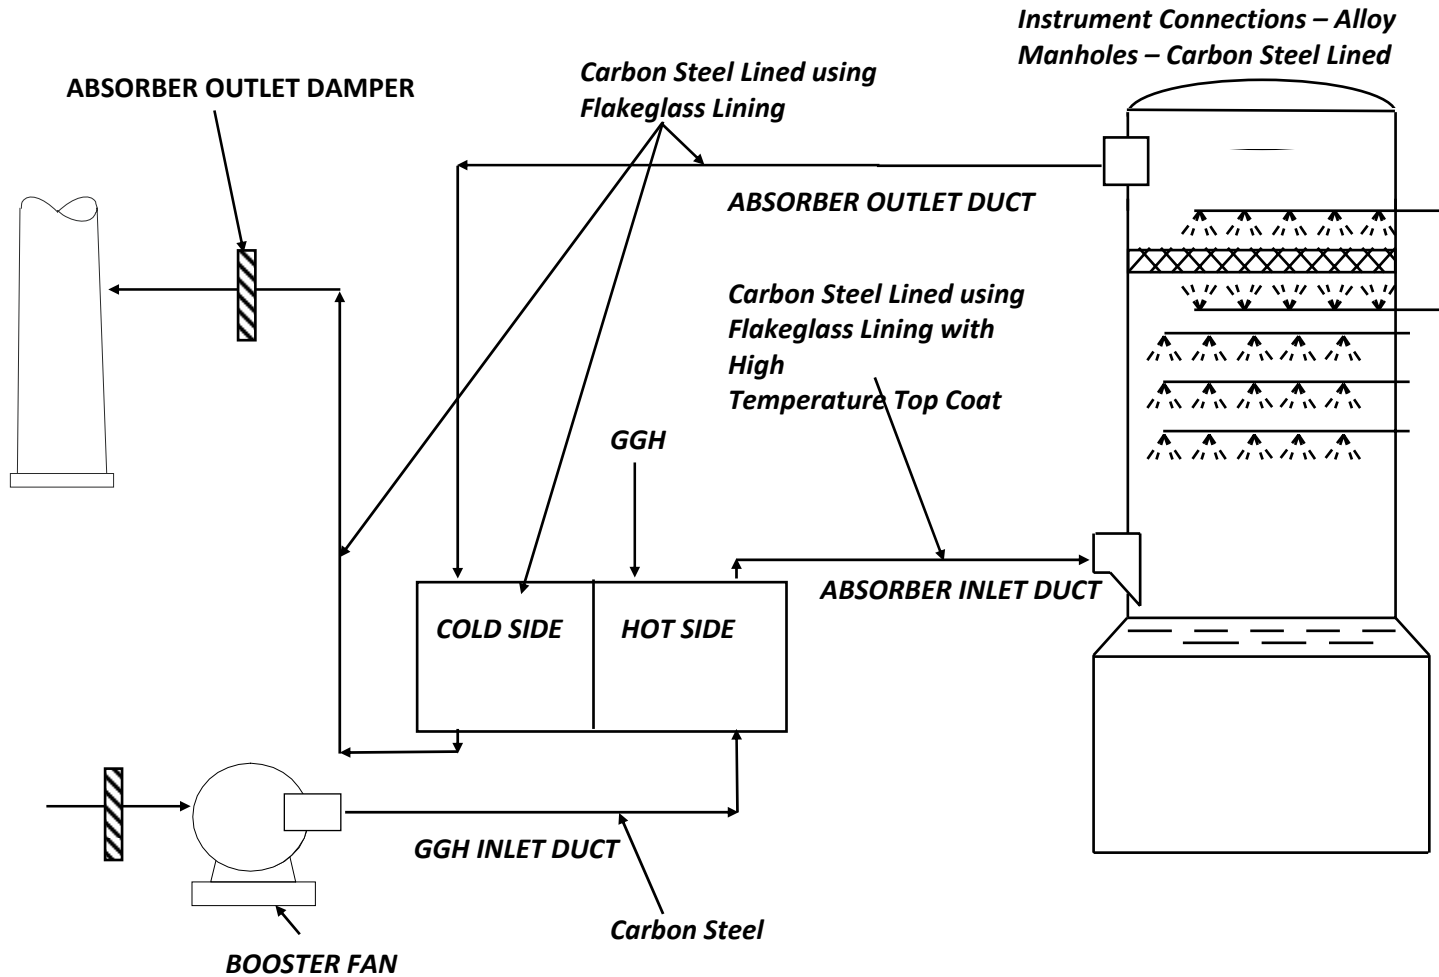 Instrument Connections – Alloy
Manholes – Carbon Steel Lined
Carbon Steel Lined using
Flakeglass Lining
ABSORBER OUTLET DAMPER
ABSORBER OUTLET DUCT
Carbon Steel Lined using
Flakeglass Lining with
High
Temperature Top Coat
GGH
ABSORBER INLET DUCT
COLD SIDE
HOT SIDE
GGH INLET DUCT
Carbon Steel
BOOSTER FAN